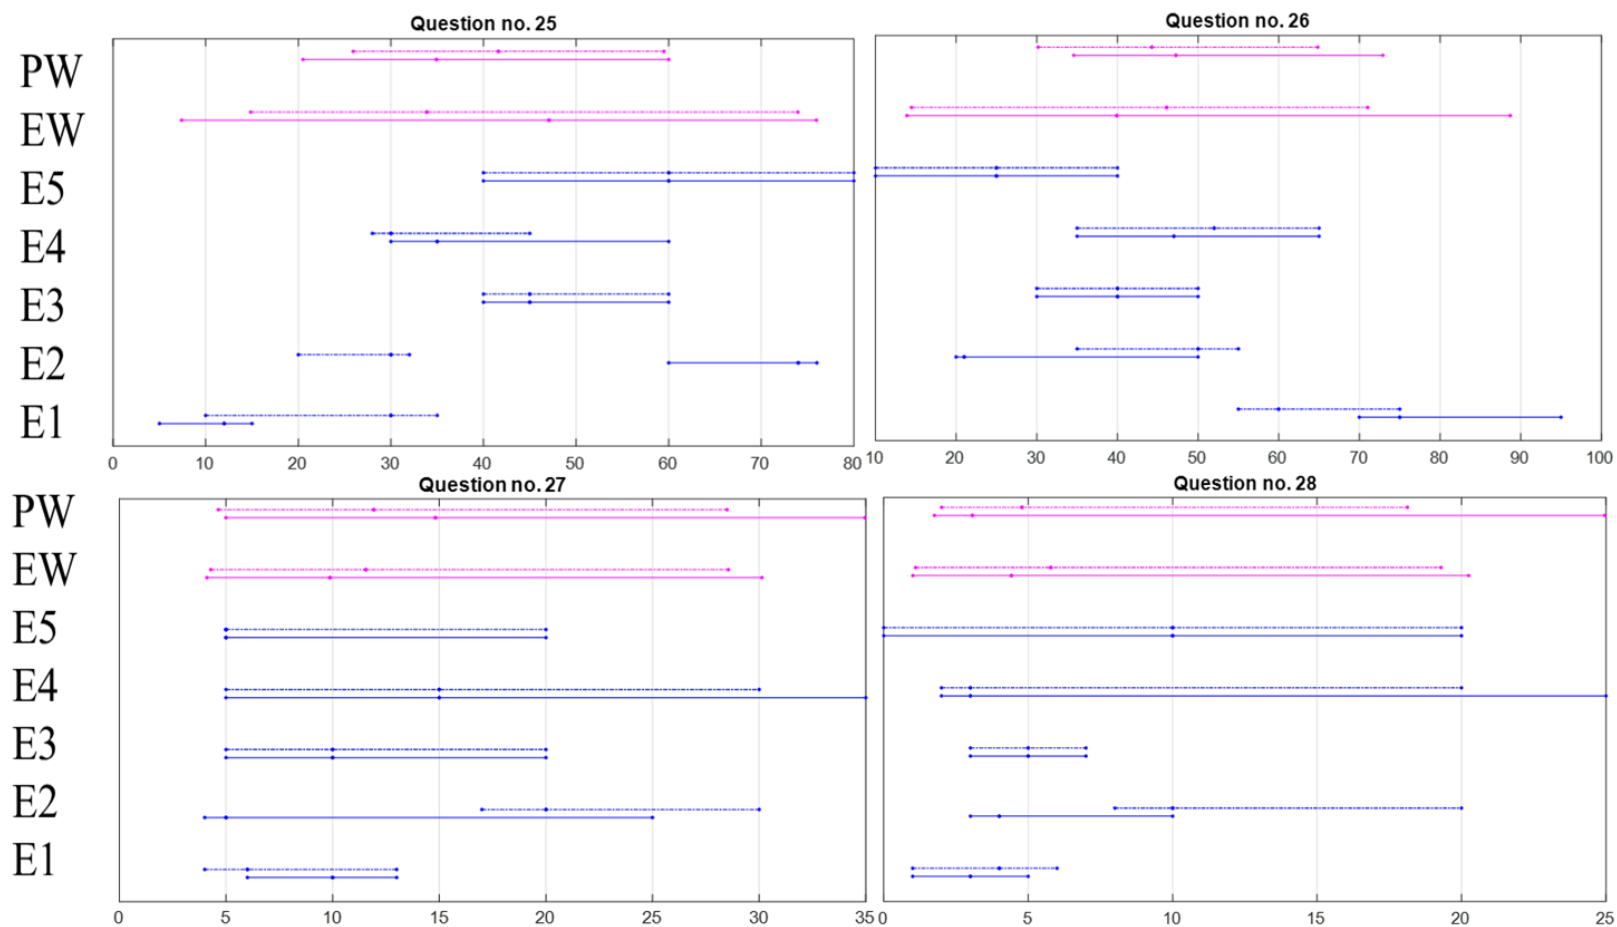 Question no. 25
PW
EW
E5
E4
E3
E2
E1
0 10 20 30 40 50 60 70 80
Question no. 26
10 20 30 40 50 60 70 80 90 100
Question no. 27
PW
EW
E5
E4
E3
E2
E1
0 5 10 15 20 25 30 35
Question no. 28
0 5 10 15 20 25